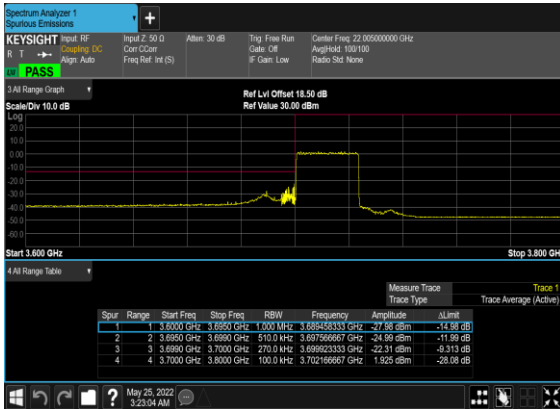 Spectrum Analyzer 1
Spurious Emissions
+
KEYSIGHT Input: RF Input Z: 50 Ω Atten: 30 dB Trig: Free Run Center Freq: 22.005000000 GHz
R T Coupling: DC Corr CCorr Gate: Off Avg|Hold: 100/100
Align: Auto Freq Ref: Int (S) IF Gain: Low Radio Std: None
PASS
3 All Range Graph
Ref Lvl Offset 18.50 dB
Scale/Div 10.0 dB Ref Value 30.00 dBm
Log
20.0
10.0
0.00
-10.0
-20.0
-30.0
-40.0
-50.0
-60.0
Start 3.600 GHz Stop 3.800 GH
4 All Range Table
Measure Trace Trace 1
Trace Type Trace Average (Active)
Spur Range Start Freq Stop Freq RBW Frequency Amplitude ΔLimit
1 1 3.6000 GHz 3.6950 GHz 1.000 MHz 3.689458333 GHz -27.98 dBm -14.98 dB
2 2 3.6950 GHz 3.6990 GHz 510.0 kHz 3.697566667 GHz -24.99 dBm -11.99 dB
3 3 3.6990 GHz 3.7000 GHz 270.0 kHz 3.699923333 GHz -22.31 dBm -9.313 dB
4 4 3.7000 GHz 3.8000 GHz 100.0 kHz 3.702166667 GHz 1.925 dBm -28.08 dB
? May 25, 2022
3:23:04 AM